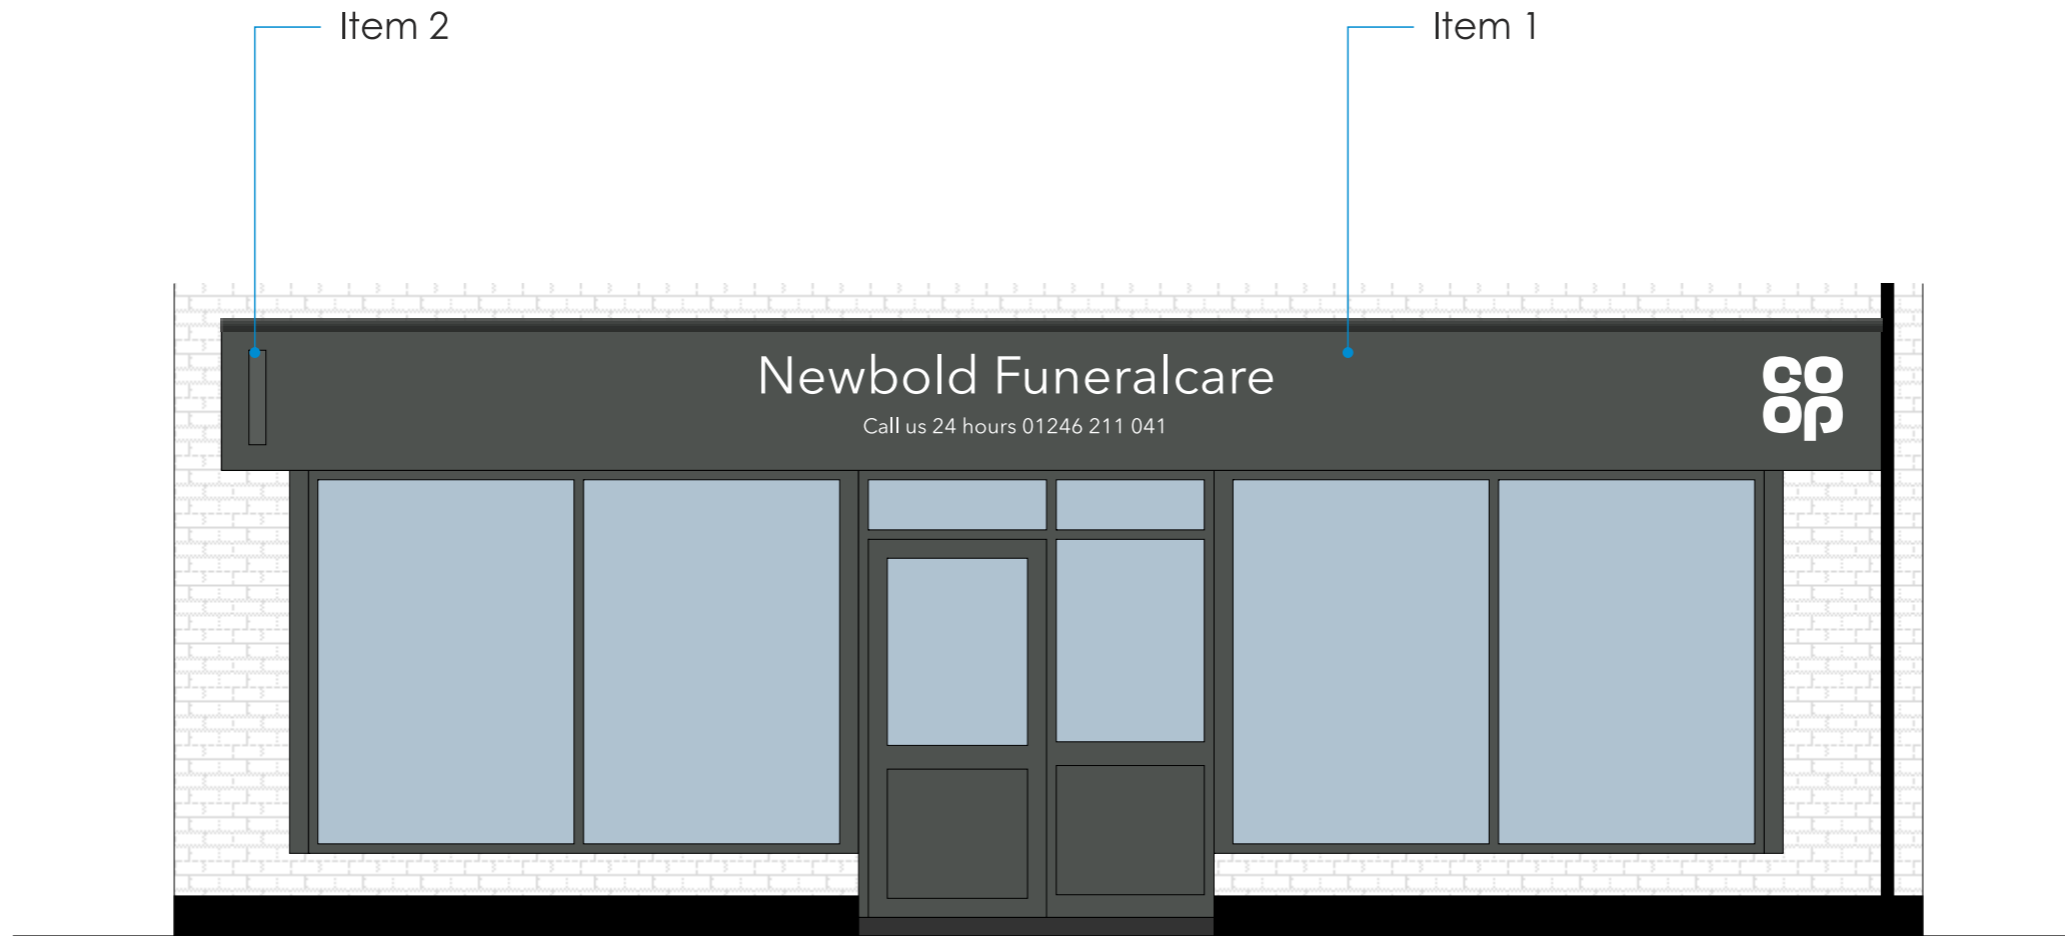 Item 2
Item 1
Newbold Funeralcare
Call us 24 hours 01246 211 041
co
op